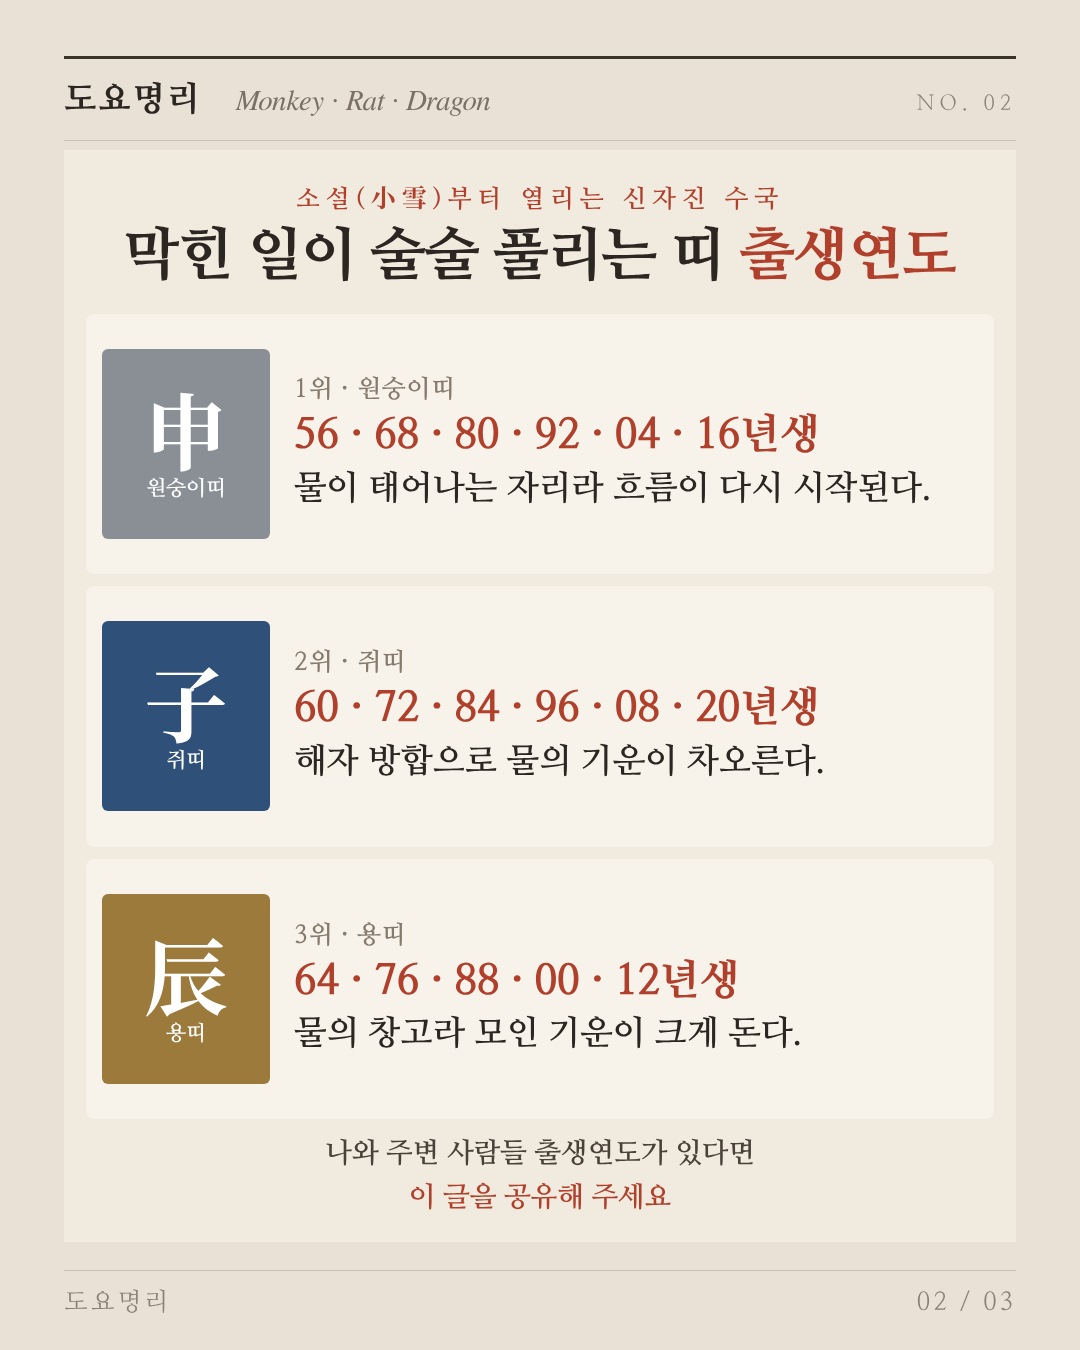 도요명리 Monkey · Rat · Dragon NO. 02
소설(小雪)부터 열리는 신자진 수국
막힌 일이 술술 풀리는 띠 출생연도
申
원숭이띠
1위 · 원숭이띠
56 · 68 · 80 · 92 · 04 · 16년생
물이 태어나는 자리라 흐름이 다시 시작된다.
子
쥐띠
2위 · 쥐띠
60 · 72 · 84 · 96 · 08 · 20년생
해자 방합으로 물의 기운이 차오른다.
辰
용띠
3위 · 용띠
64 · 76 · 88 · 00 · 12년생
물의 창고라 모인 기운이 크게 돈다.
나와 주변 사람들 출생연도가 있다면
이 글을 공유해 주세요
도요명리 02 / 03